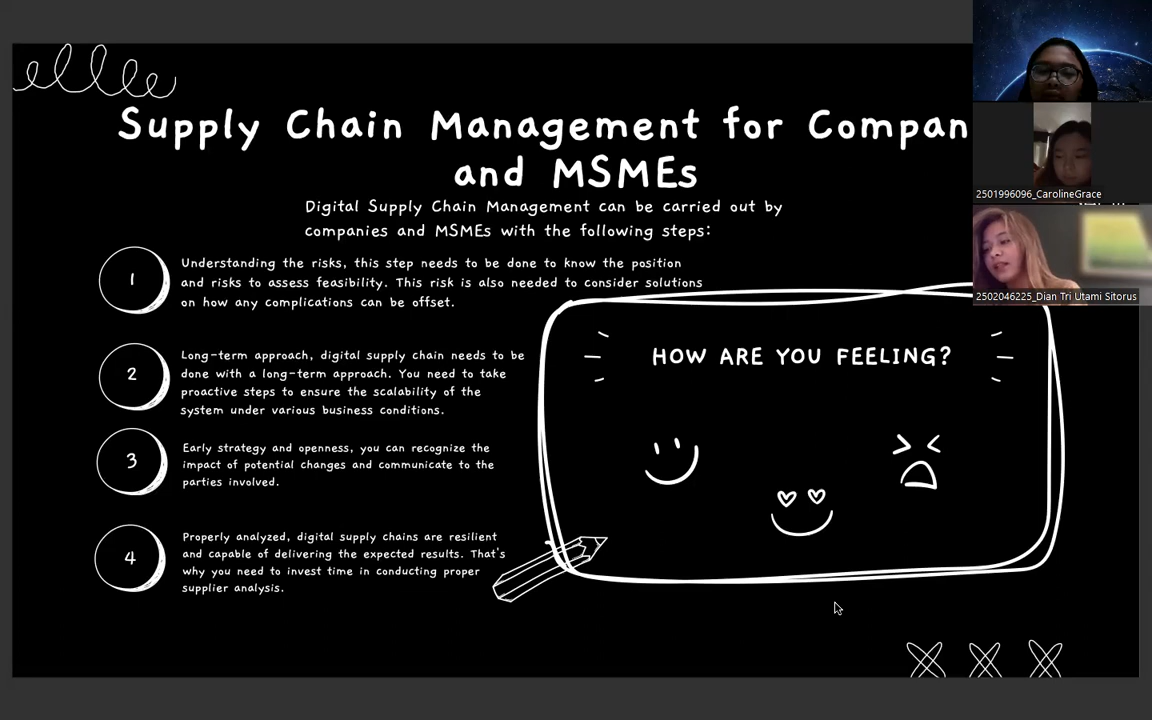 Supply Chain Management for Compan
and MSMEs
Digital Supply Chain Management can be carried out by
companies and MSMEs with the following steps:
1
Understanding the risks, this step needs to be done to know the position
and risks to assess feasibility. This risk is also needed to consider solutions
on how any complications can be offset.
2
Long-term approach, digital supply chain needs to be
done with a long-term approach. You need to take
proactive steps to ensure the scalability of the
system under various business conditions.
3
Early strategy and openness, you can recognize the
impact of potential changes and communicate to the
parties involved.
4
Properly analyzed, digital supply chains are resilient
and capable of delivering the expected results. That's
why you need to invest time in conducting proper
supplier analysis.
HOW ARE YOU FEELING?
2501996096_CarolineGrace
2502046225_Dian Tri Utami Sitorus